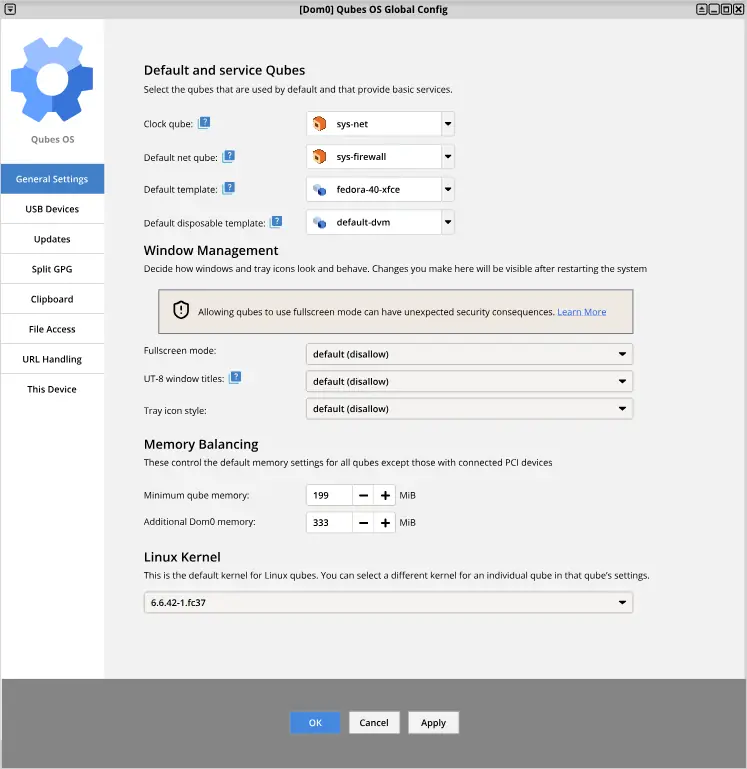 [Dom0] Qubes OS Global Config
Qubes OS
General Settings
USB Devices
Updates
Split GPG
Clipboard
File Access
URL Handling
This Device
Default and service Qubes
Select the qubes that are used by default and that provide basic services.
Clock qube: ? sys-net
Default net qube: ? sys-firewall
Default template: ? fedora-40-xfce
Default disposable template: ? default-dvm
Window Management
Decide how windows and tray icons look and behave. Changes you make here will be visible after restarting the system
Allowing qubes to use fullscreen mode can have unexpected security consequences. Learn More
Fullscreen mode: default (disallow)
UT-8 window titles: ? default (disallow)
Tray icon style: default (disallow)
Memory Balancing
These control the default memory settings for all qubes except those with connected PCI devices
Minimum qube memory: 199 − + MiB
Additional Dom0 memory: 333 − + MiB
Linux Kernel
This is the default kernel for Linux qubes. You can select a different kernel for an individual qube in that qube's settings.
6.6.42-1.fc37
OK Cancel Apply